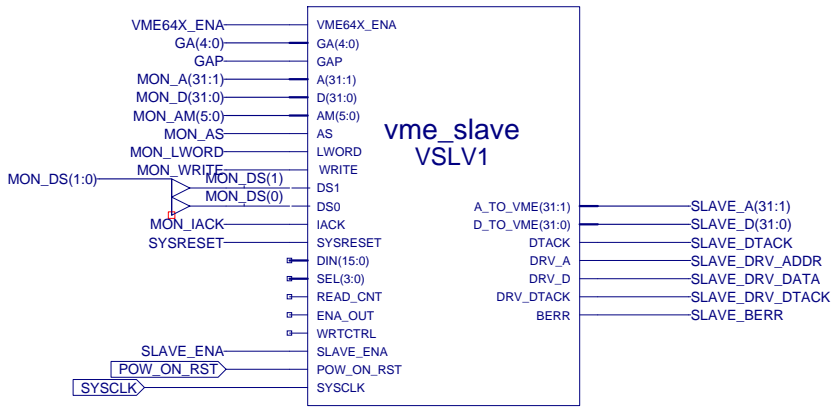 VME64X_ENA VME64X_ENA
GA(4:0) GA(4:0)
GAP GAP
MON_A(31:1) A(31:1)
MON_D(31:0) D(31:0)
MON_AM(5:0) AM(5:0)
vme_slave
MON_AS AS
VSLV1
MON_LWORD LWORD
MON_WRITE WRITE
MON_DS(1:0) MON_DS(1) DS1
MON_DS(0) DS0 A_TO_VME(31:1) SLAVE_A(31:1)
MON_IACK IACK D_TO_VME(31:0) SLAVE_D(31:0)
SYSRESET SYSRESET DTACK SLAVE_DTACK
DIN(15:0) DRV_A SLAVE_DRV_ADDR
SEL(3:0) DRV_D SLAVE_DRV_DATA
READ_CNT DRV_DTACK SLAVE_DRV_DTACK
ENA_OUT BERR SLAVE_BERR
WRTCTRL
SLAVE_ENA SLAVE_ENA
POW_ON_RST POW_ON_RST
SYSCLK SYSCLK